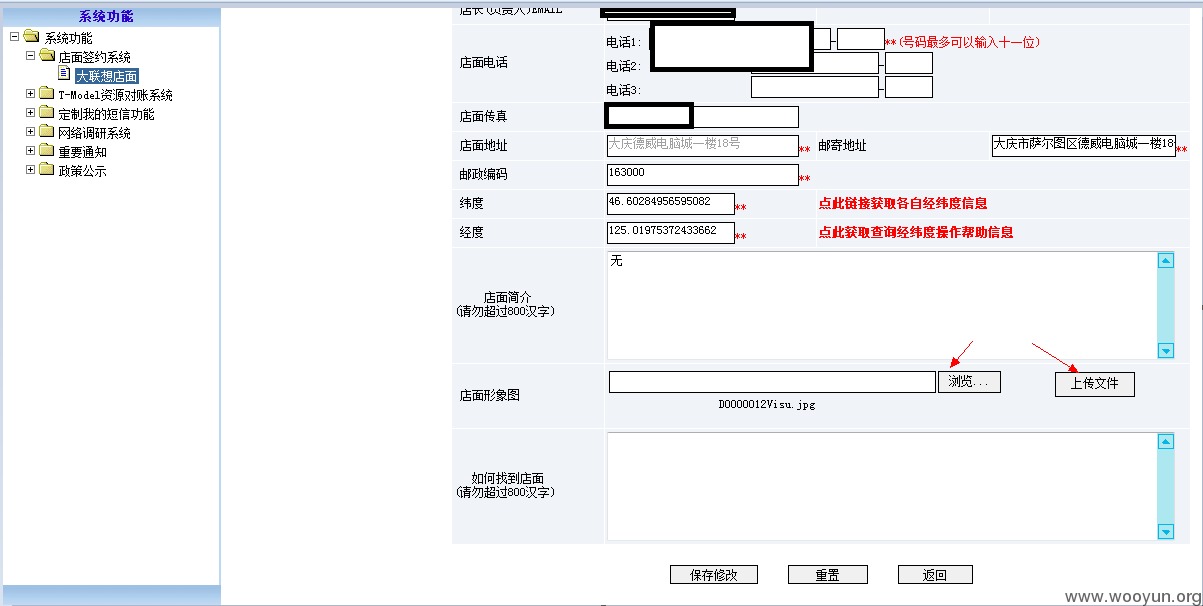 系统功能
系统功能
店面签约系统
大联想店面
T-Model资源对账系统
定制我的短信功能
网络调研系统
重要通知
政策公示
店长(负责人)EMAIL
店面电话
电话1:
-
**(号码最多可以输入十一位)
电话2:
-
电话3:
-
店面传真
店面地址
大庆德威电脑城一楼18号
**
邮寄地址
大庆市萨尔图区德威电脑城一楼18
**
邮政编码
163000
**
纬度
46.60284956595082
**
点此链接获取各自经纬度信息
经度
125.01975372433662
**
点此获取查询经纬度操作帮助信息
店面简介
(请勿超过800汉字)
无
店面形象图
浏览...
上传文件
D0000012Visu.jpg
如何找到店面
(请勿超过800汉字)
保存修改
重置
返回
www.wooyun.org